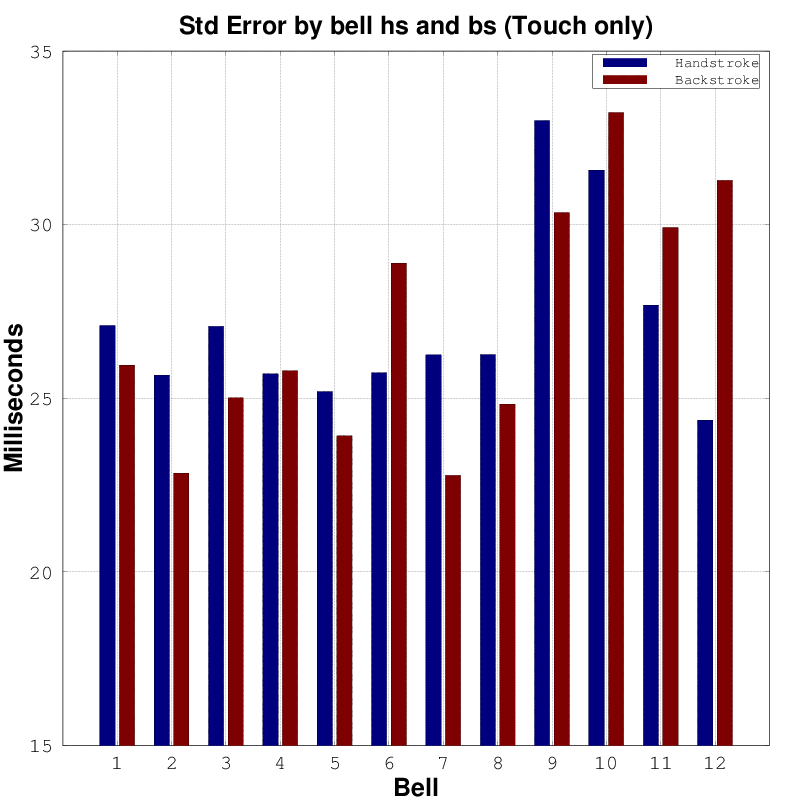 Std Error by bell hs and bs (Touch only)
35
Handstroke
Backstroke
30
25
20
15
Milliseconds
1 2 3 4 5 6 7 8 9 10 11 12
Bell